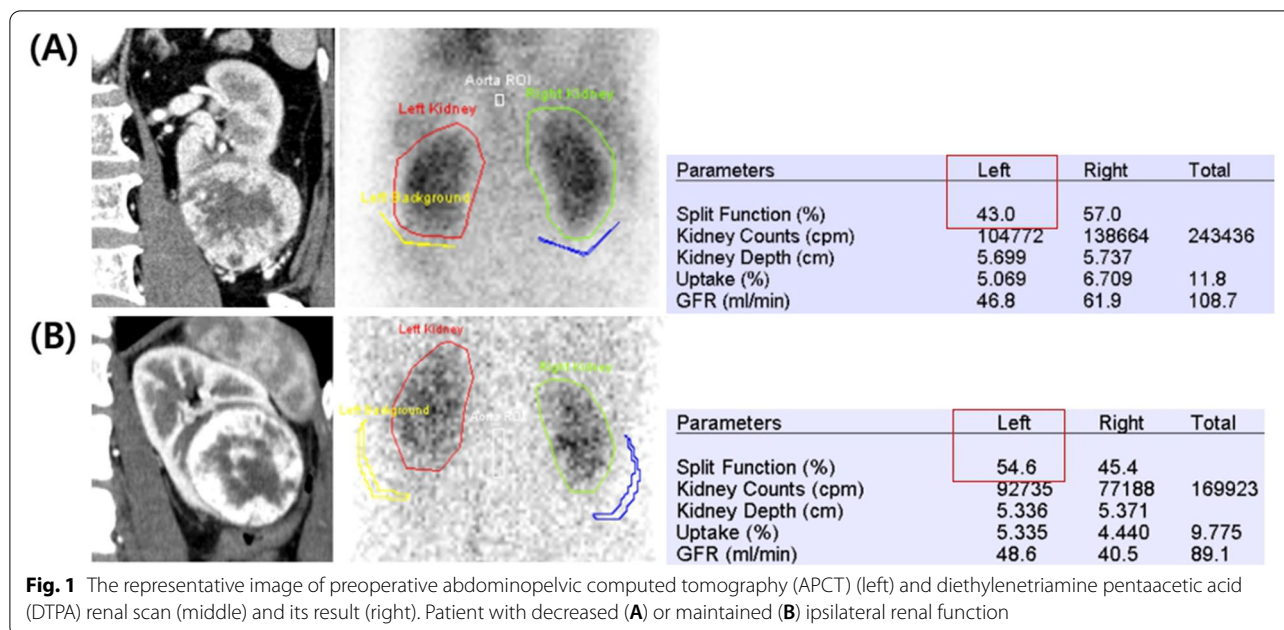 (A)
Aorta ROI
Left Kidney
Right Kidney
Left Background
Parameters Left Right Total
Split Function (%) 43.0 57.0
Kidney Counts (cpm) 104772 138664 243436
Kidney Depth (cm) 5.699 5.737
Uptake (%) 5.069 6.709 11.8
GFR (ml/min) 46.8 61.9 108.7
(B)
Left Kidney
Right Kidney
Left Background
Aorta ROI
Parameters Left Right Total
Split Function (%) 54.6 45.4
Kidney Counts (cpm) 92735 77188 169923
Kidney Depth (cm) 5.336 5.371
Uptake (%) 5.335 4.440 9.775
GFR (ml/min) 48.6 40.5 89.1
Fig. 1 The representative image of preoperative abdominopelvic computed tomography (APCT) (left) and diethylenetriamine pentaacetic acid
(DTPA) renal scan (middle) and its result (right). Patient with decreased (A) or maintained (B) ipsilateral renal function